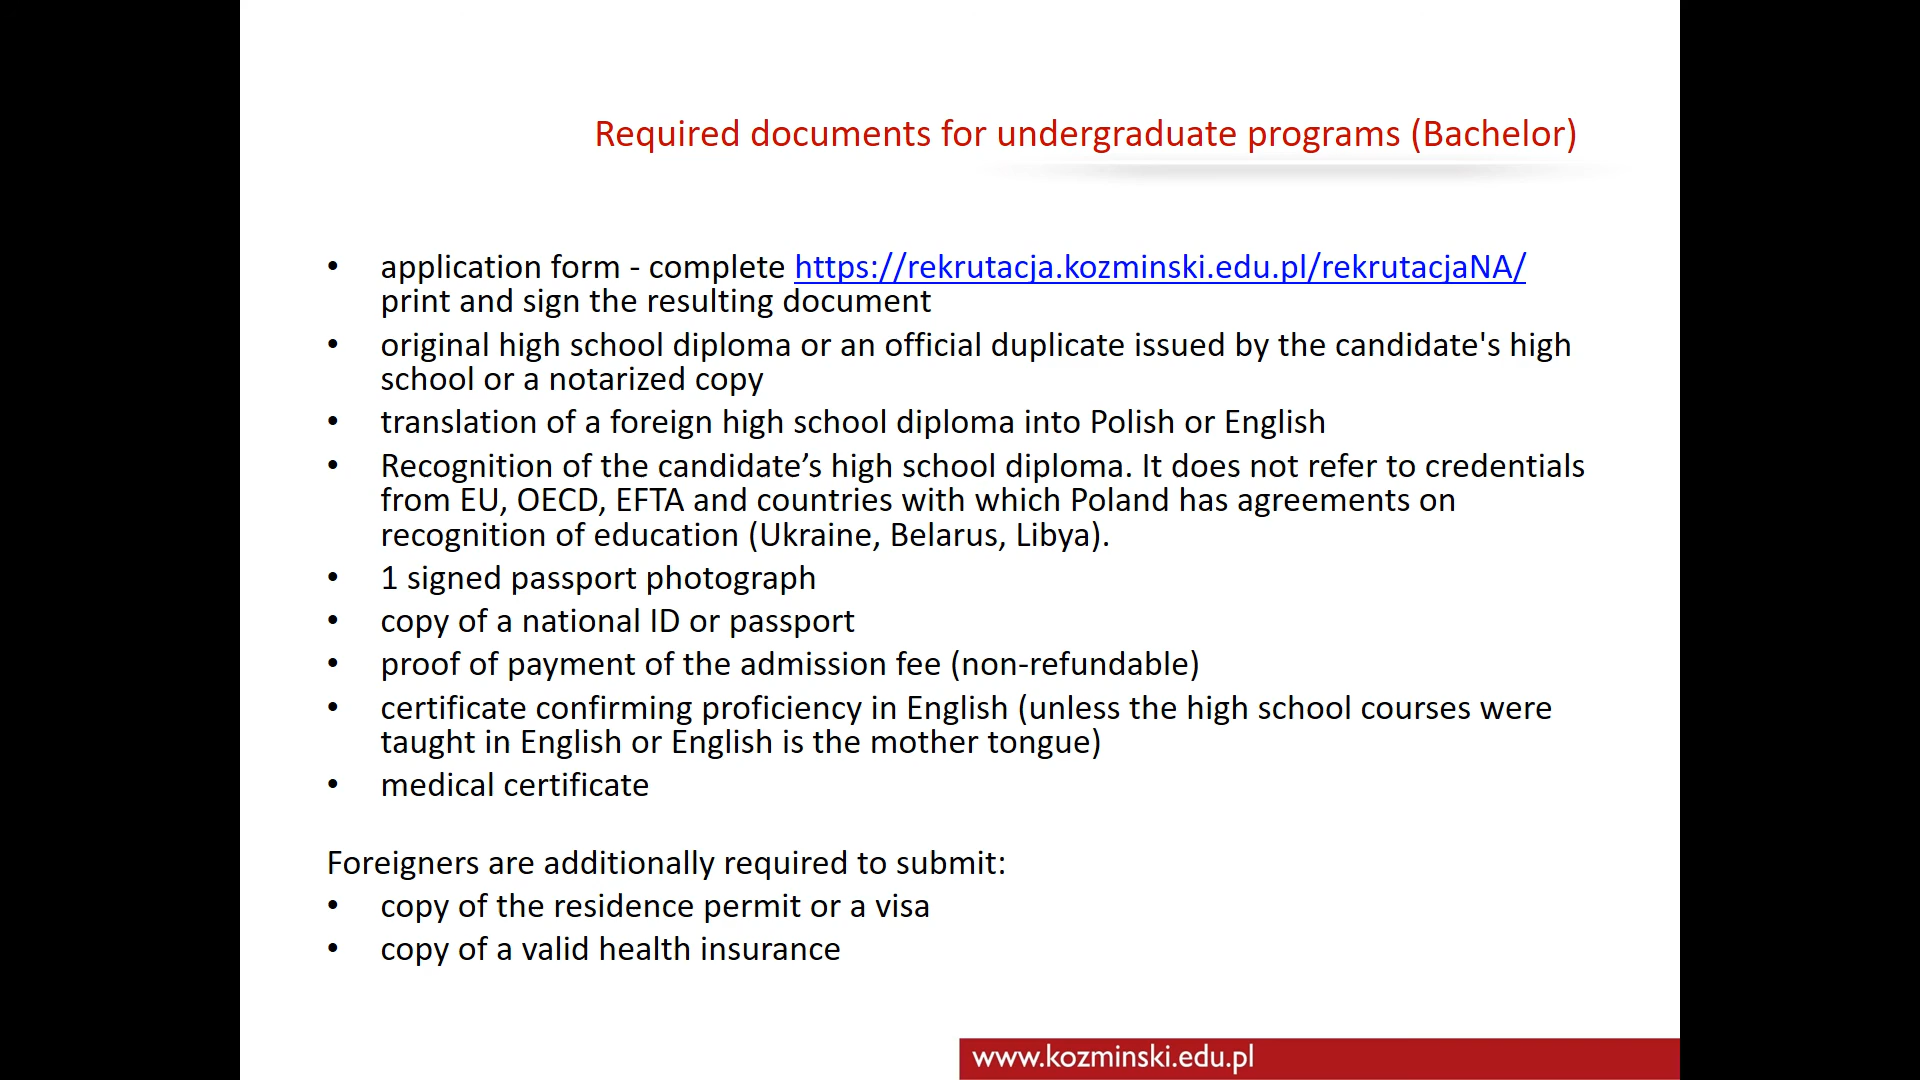 Required documents for undergraduate programs (Bachelor)
• application form - complete https://rekrutacja.kozminski.edu.pl/rekrutacjaNA/
print and sign the resulting document
• original high school diploma or an official duplicate issued by the candidate's high
school or a notarized copy
• translation of a foreign high school diploma into Polish or English
• Recognition of the candidate’s high school diploma. It does not refer to credentials
from EU, OECD, EFTA and countries with which Poland has agreements on
recognition of education (Ukraine, Belarus, Libya).
• 1 signed passport photograph
• copy of a national ID or passport
• proof of payment of the admission fee (non-refundable)
• certificate confirming proficiency in English (unless the high school courses were
taught in English or English is the mother tongue)
• medical certificate
Foreigners are additionally required to submit:
• copy of the residence permit or a visa
• copy of a valid health insurance
www.kozminski.edu.pl